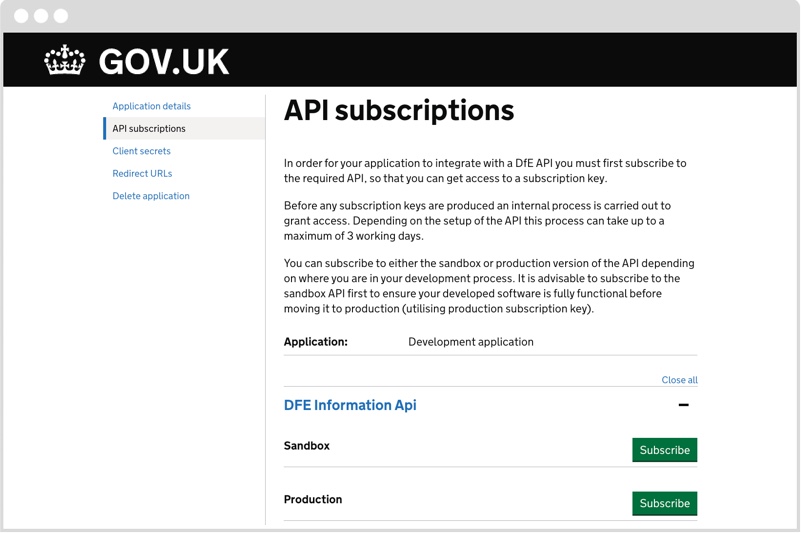 GOV.UK
Application details
API subscriptions
Client secrets
Redirect URLs
Delete application
API subscriptions
In order for your application to integrate with a DfE API you must first subscribe to
the required API, so that you can get access to a subscription key.
Before any subscription keys are produced an internal process is carried out to
grant access. Depending on the setup of the API this process can take up to a
maximum of 3 working days.
You can subscribe to either the sandbox or production version of the API depending
on where you are in your development process. It is advisable to subscribe to the
sandbox API first to ensure your developed software is fully functional before
moving it to production (utilising production subscription key).
Application: Development application
Close all
DFE Information Api
Sandbox Subscribe
Production Subscribe